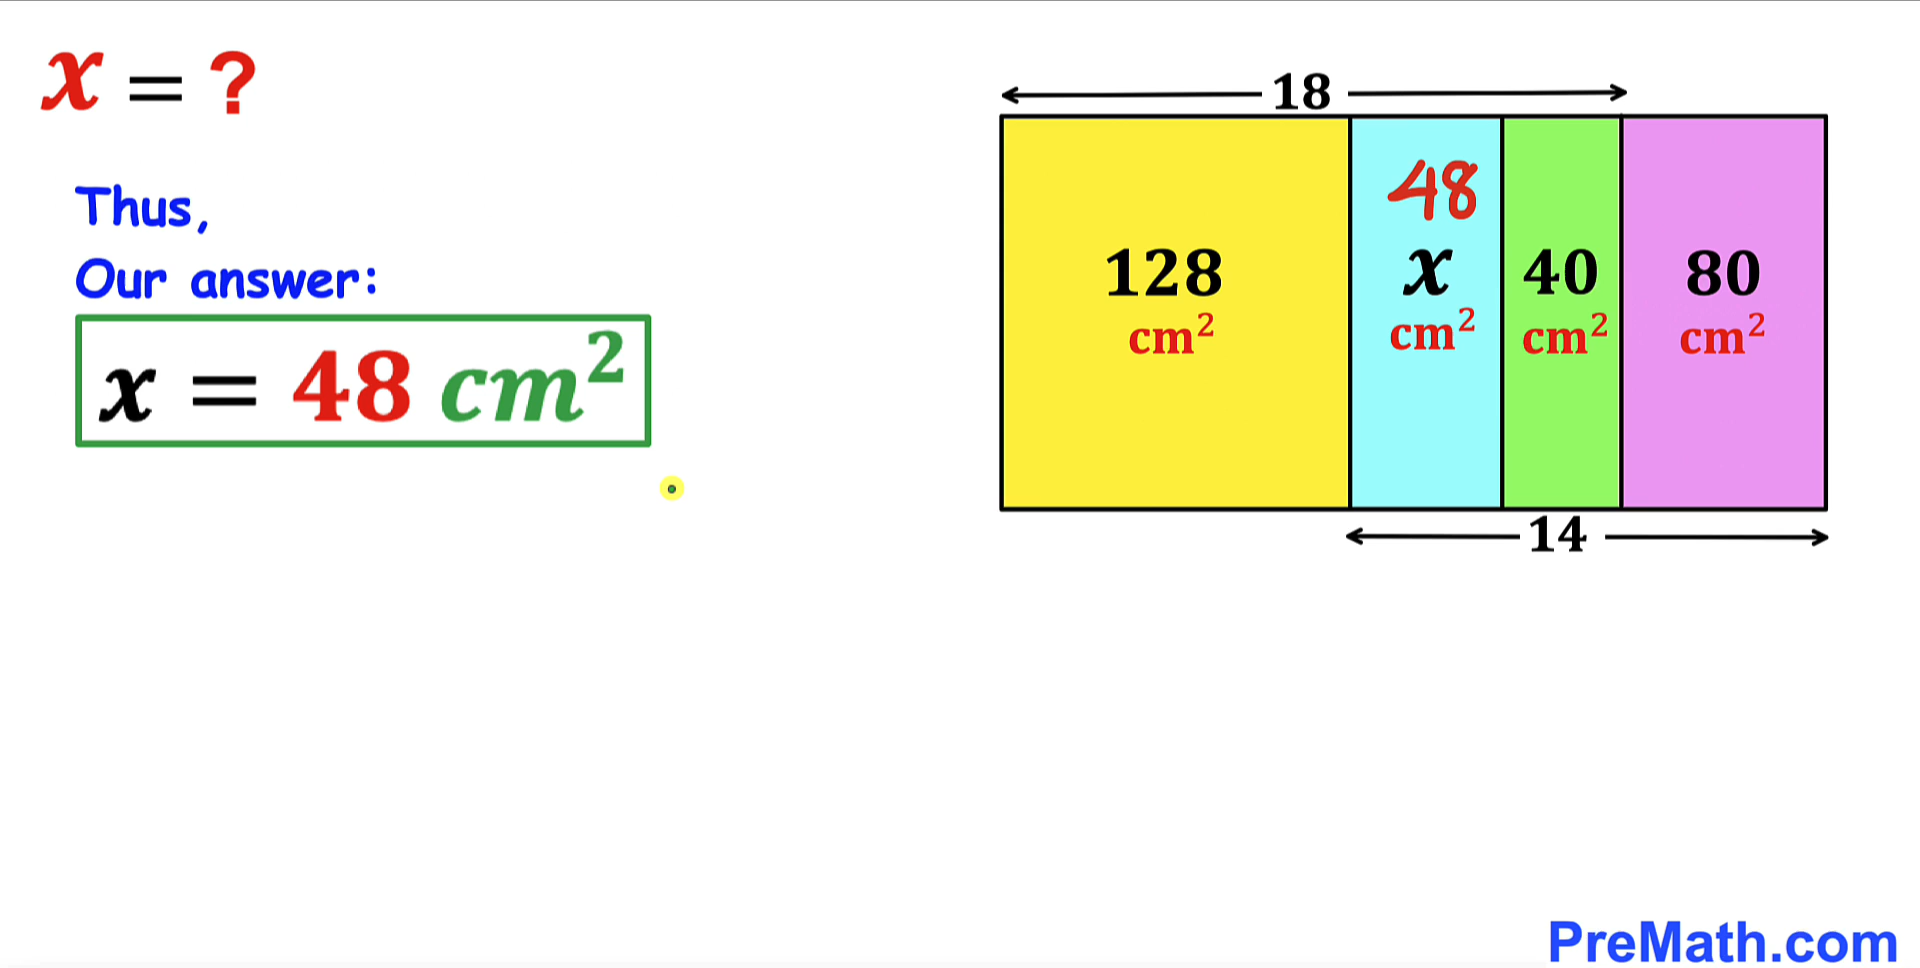 x = ?
Thus,
Our answer:
x = 48 cm²
18
48
128 x 40 80
cm² cm² cm² cm²
14
PreMath.com